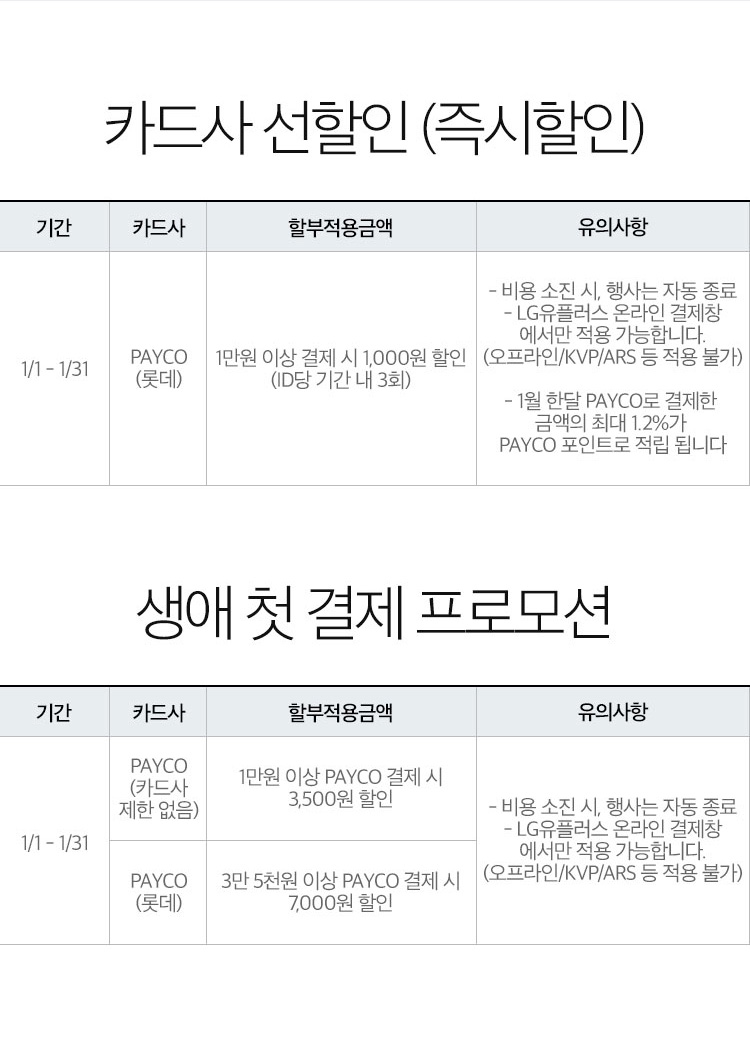 카드사 선할인 (즉시할인)
기간
카드사
할부적용금액
유의사항
1/1 - 1/31
PAYCO
(롯데)
1만원 이상 결제 시 1,000원 할인
(ID당 기간 내 3회)
- 비용 소진 시, 행사는 자동 종료
- LG유플러스 온라인 결제창
에서만 적용 가능합니다.
(오프라인/KVP/ARS 등 적용 불가)
- 1월 한달 PAYCO로 결제한
금액의 최대 1.2%가
PAYCO 포인트로 적립 됩니다
생애 첫 결제 프로모션
기간
카드사
할부적용금액
유의사항
1/1 - 1/31
PAYCO
(카드사
제한 없음)
1만원 이상 PAYCO 결제 시
3,500원 할인
PAYCO
(롯데)
3만 5천원 이상 PAYCO 결제 시
7,000원 할인
- 비용 소진 시, 행사는 자동 종료
- LG유플러스 온라인 결제창
에서만 적용 가능합니다.
(오프라인/KVP/ARS 등 적용 불가)